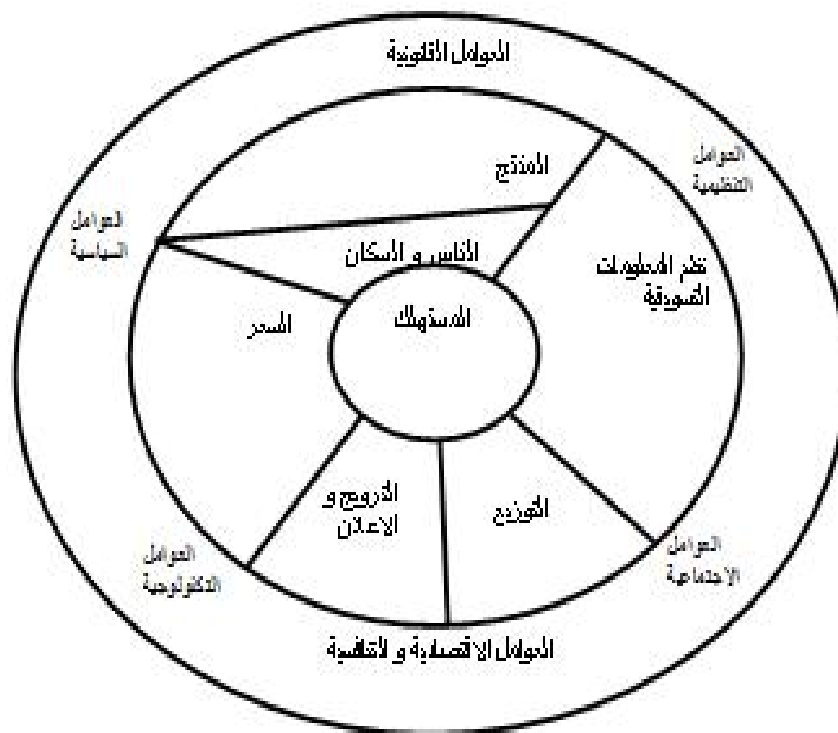 العوامل القانونية
العوامل
التنظيمية
المنتج
العوامل
السياسية
الناس و السكان
نظم المعلومات
التسويقية
المستهلك
السعر
الترويج و
الاعلان
التوزيع
العوامل
التكنولوجية
العوامل
الاجتماعية
العوامل الاقتصادية و التنافسية